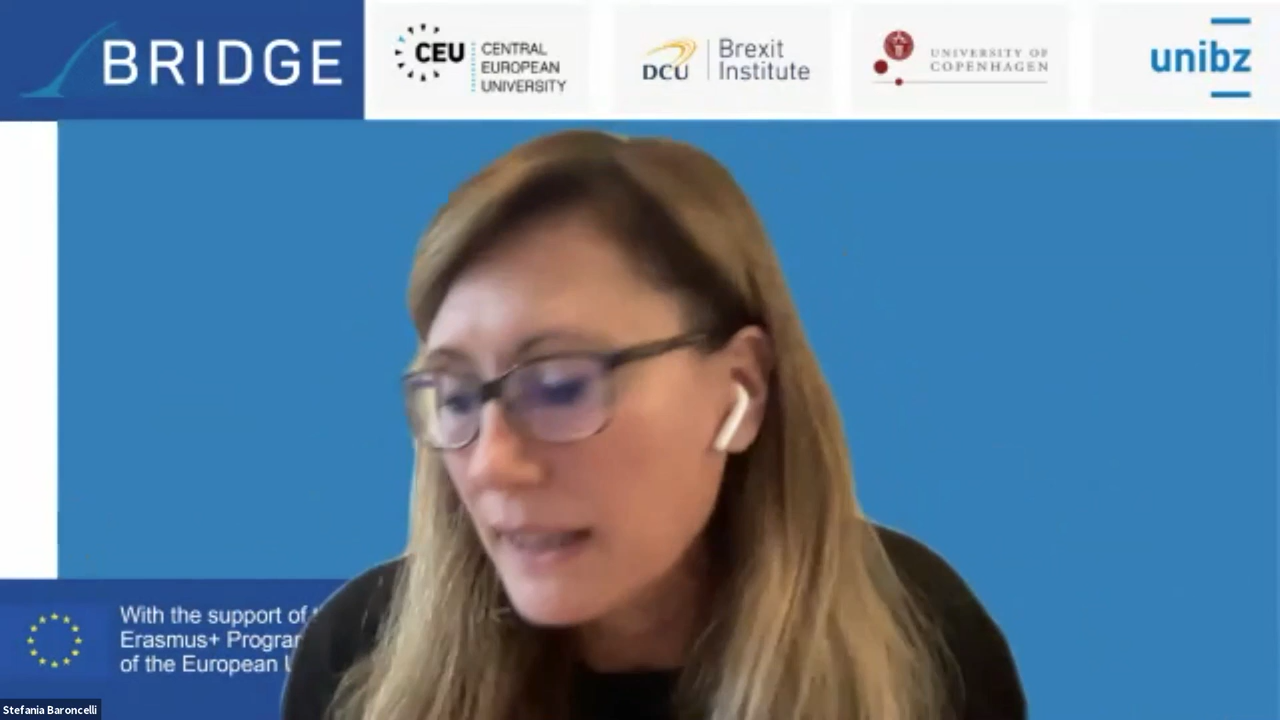 BRIDGE
CEU
CENTRAL
EUROPEAN
UNIVERSITY
DCU
Brexit
Institute
UNIVERSITY OF
COPENHAGEN
unibz
With the support of
Erasmus+
of the European
Stefania Baroncelli